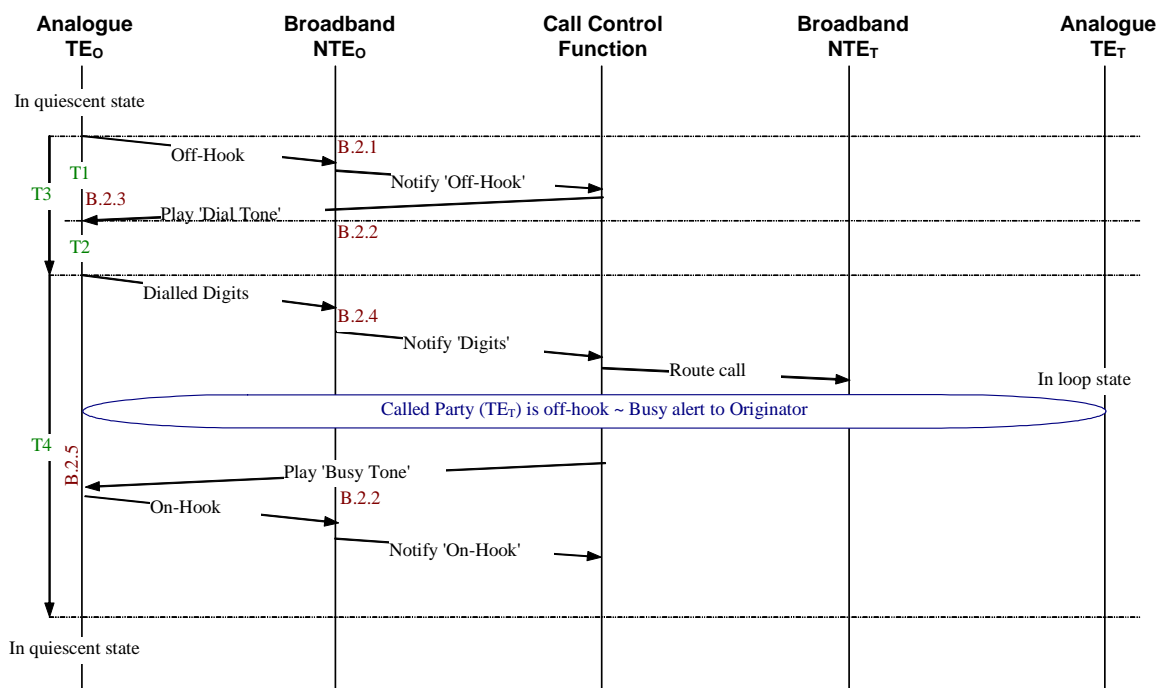 Analogue
TEO
Broadband
NTEO
Call Control
Function
Broadband
NTET
Analogue
TET
In quiescent state
Off-Hook
B.2.1
T1
Notify 'Off-Hook'
T3
B.2.3
Play 'Dial Tone'
B.2.2
T2
Dialled Digits
B.2.4
Notify 'Digits'
Route call
In loop state
Called Party (TET) is off-hook ~ Busy alert to Originator
T4
B.2.5
Play 'Busy Tone'
B.2.2
On-Hook
Notify 'On-Hook'
In quiescent state